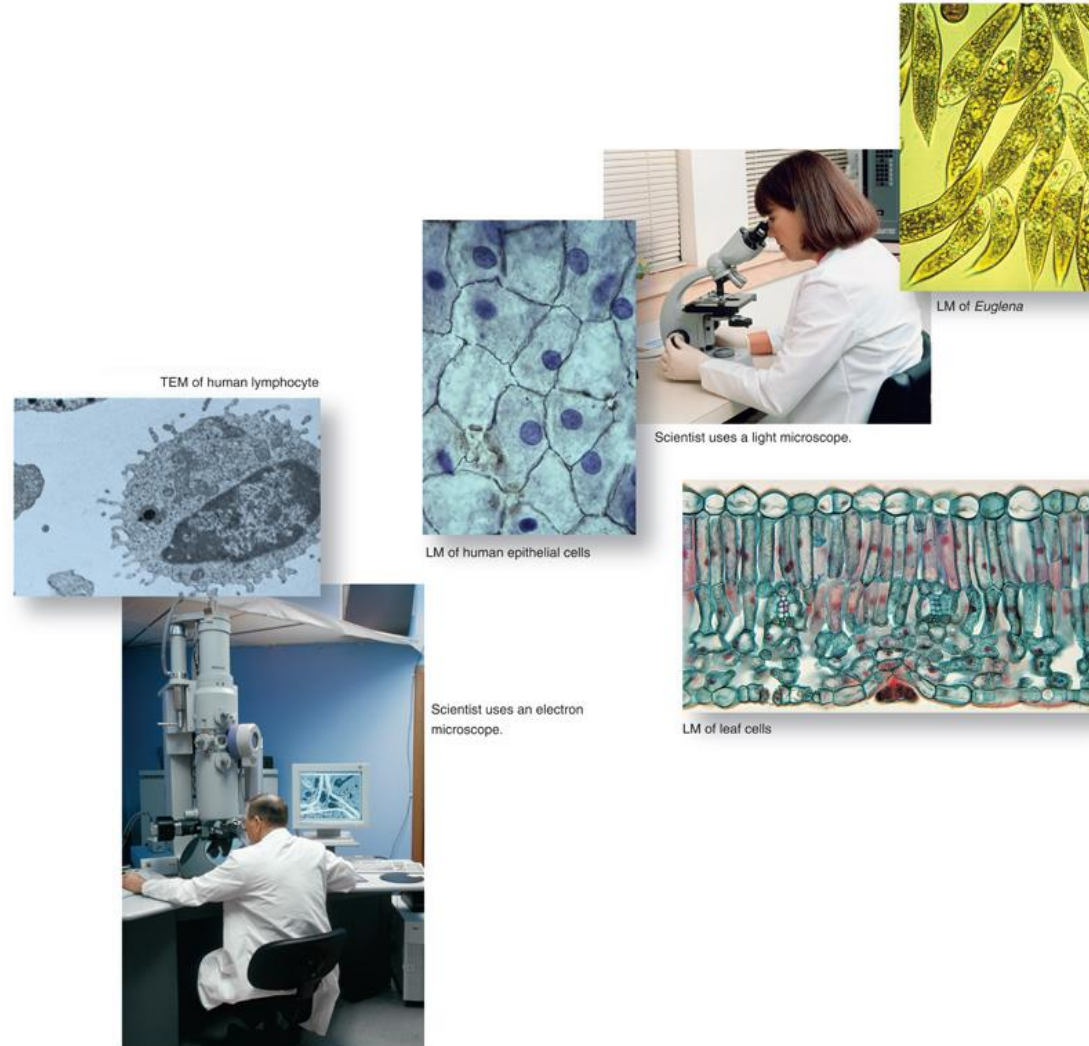 LM of Euglena
TEM of human lymphocyte
Scientist uses a light microscope.
LM of human epithelial cells
Scientist uses an electron
microscope.
LM of leaf cells